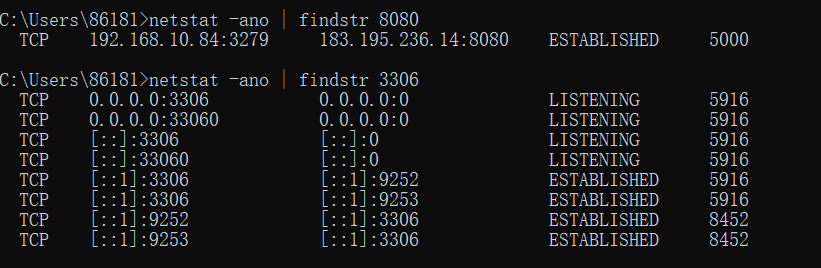 C:\Users\86181>netstat -ano | findstr 8080
TCP 192.168.10.84:3279 183.195.236.14:8080 ESTABLISHED 5000
C:\Users\86181>netstat -ano | findstr 3306
TCP 0.0.0.0:3306 0.0.0.0:0 LISTENING 5916
TCP 0.0.0.0:33060 0.0.0.0:0 LISTENING 5916
TCP [::]:3306 [::]:0 LISTENING 5916
TCP [::]:33060 [::]:0 LISTENING 5916
TCP [::1]:3306 [::1]:9252 ESTABLISHED 5916
TCP [::1]:3306 [::1]:9253 ESTABLISHED 5916
TCP [::1]:9252 [::1]:3306 ESTABLISHED 8452
TCP [::1]:9253 [::1]:3306 ESTABLISHED 8452